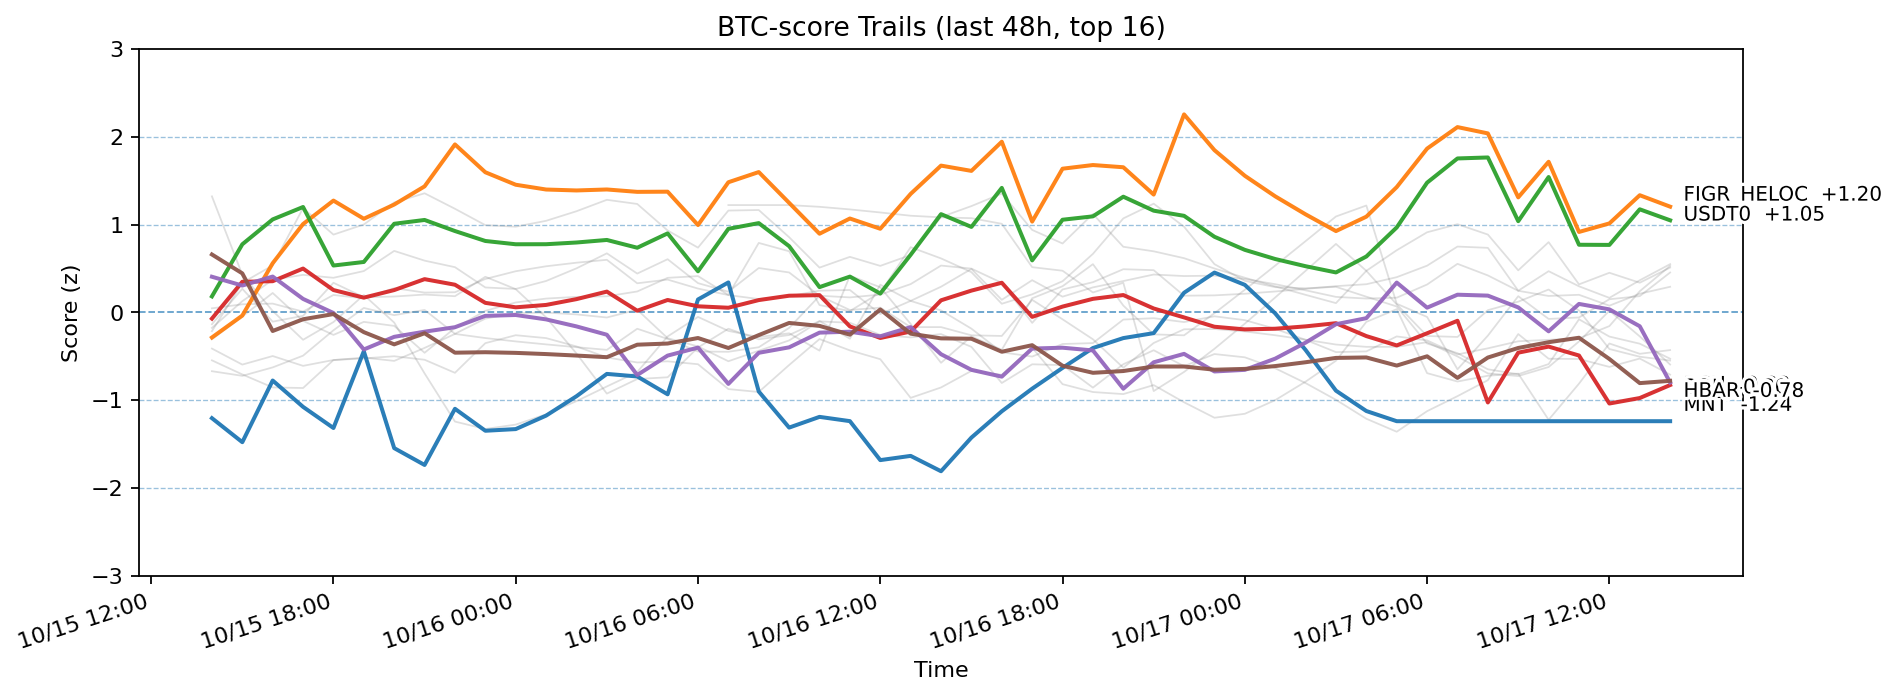 BTC-score Trails (last 48h, top 16)
Score (z)
3
2
1
0
−1
−2
−3
FIGR_HELOC +1.20
USDT0 +1.05
HBAR -0.78
MNT -1.24
10/15 12:00
10/15 18:00
10/16 00:00
10/16 06:00
10/16 12:00
10/16 18:00
10/17 00:00
10/17 06:00
10/17 12:00
Time